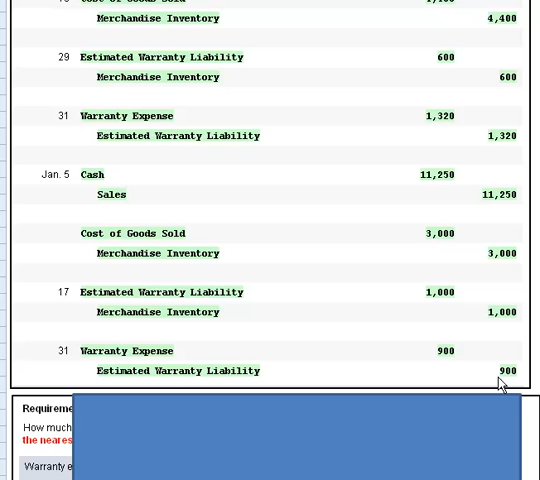 Merchandise Inventory 4,400
29 Estimated Warranty Liability 600
Merchandise Inventory 600
31 Warranty Expense 1,320
Estimated Warranty Liability 1,320
Jan. 5 Cash 11,250
Sales 11,250
Cost of Goods Sold 3,000
Merchandise Inventory 3,000
17 Estimated Warranty Liability 1,000
Merchandise Inventory 1,000
31 Warranty Expense 900
Estimated Warranty Liability 900
Requireme
How much
the neares
Warranty e